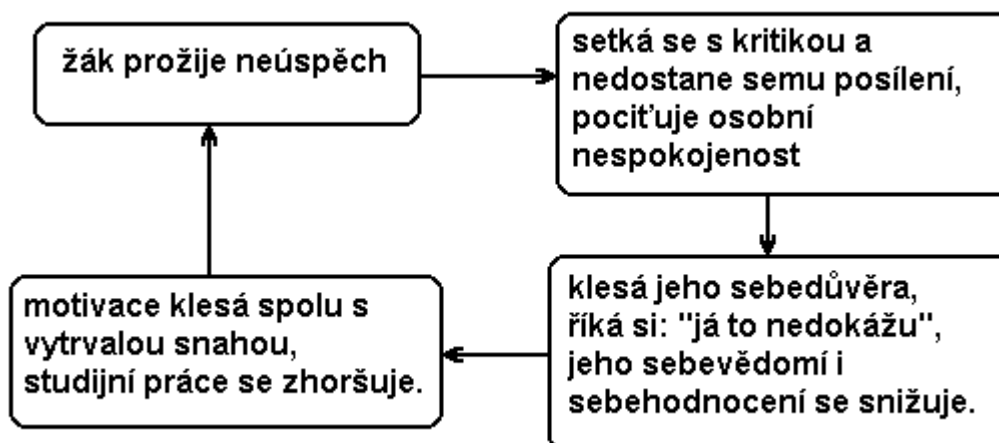 žák prožije neúspěch
setká se s kritikou a
nedostane semu posílení,
pociťuje osobní
nespokojenost
klesá jeho sebedůvěra,
říká si: "já to nedokážu",
jeho sebevědomí i
sebehodnocení se snižuje.
motivace klesá spolu s
vytrvalou snahou,
studijní práce se zhoršuje.